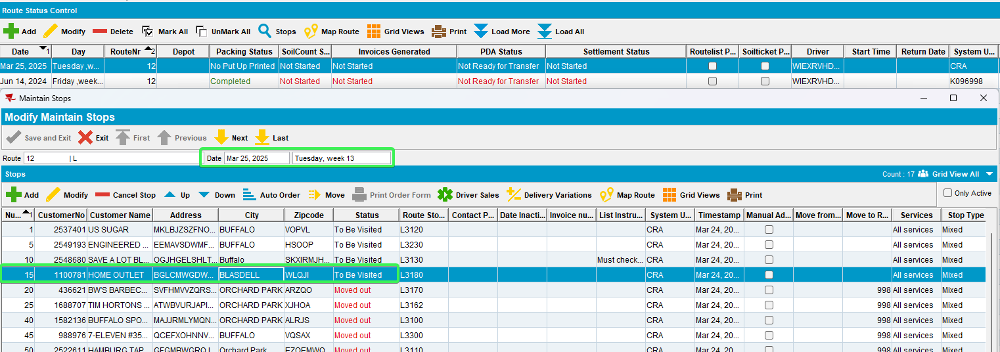 Route Status Control
Add Modify Delete Mark All UnMark All Stops Map Route Grid Views Print Load More Load All
Date 1 Day RouteNr 2 Depot Packing Status SoilCount S... Invoices Generated PDA Status Settlement Status Routelist P... Soilticket P... Driver Start Time Return Date System U...
Mar 25, 2025 Tuesday ,w... 12 No Put Up Printed Not Started Not Started Not Ready for Transfer Not Started WIEXRVHD... CRA
Jun 14, 2024 Friday ,week... 12 Completed Not Started Not Started Not Ready for Transfer Not Started WIEXRVHD... K096998
Maintain Stops
Modify Maintain Stops
Save and Exit Exit First Previous Next Last
Route 12 | L Date Mar 25, 2025 Tuesday, week 13
Stops Count : 17 Grid View All
Add Modify Cancel Stop Up Down Auto Order Move Print Order Form Driver Sales Delivery Variations Map Route Grid Views Print Only Active
Nu... 1 CustomerNo Customer Name Address City Zipcode Status Route Sto... Contact P... Date Inacti... Invoice nu... List Instru... System U... Timestamp Manual Ad... Move from... Move to R... Services Stop Type
1 2537401 US SUGAR MKLBJZSZFNO... BUFFALO VOPVL To Be Visited L3120 CRA Mar 24, 20... All services Mixed
5 2549193 ENGINEERED ... EEMAVSDWMF... BUFFALO HSOOP To Be Visited L3230 CRA Mar 24, 20... All services Mixed
10 2548680 SAVE A LOT BL... OGJHGELSHLT... Buffalo SKXIRMJH... To Be Visited L3130 Must check... CRA Mar 24, 20... All services Mixed
15 1100781 HOME OUTLET BGLCMWGDW... BLASDELL WLQJI To Be Visited L3180 CRA Mar 24, 20... All services Mixed
20 436621 BW'S BARBEC... SVFHMVVZQRS... ORCHARD PARK ARZQO Moved out L3170 CRA Mar 24, 20... 998 All services Mixed
25 1688707 TIM HORTONS ... ATWBVURJAPI... ORCHARD PARK XJHOA Moved out L3162 CRA Mar 24, 20... 998 All services Mixed
40 1582136 BUFFALO SPO... MAJJRMLYMQN... ORCHARD PARK ALRJS Moved out L3100 CRA Mar 24, 20... 998 All services Mixed
45 988976 7-ELEVEN #35... QCEFXOHNNV... BUFFALO VQSAX Moved out L3300 CRA Mar 24, 20... 998 All services Mixed
50 2522611 HAMBURG TAP... Orchard Park Moved out L3110 CRA Mar 24, 20... 998 All services Mixed